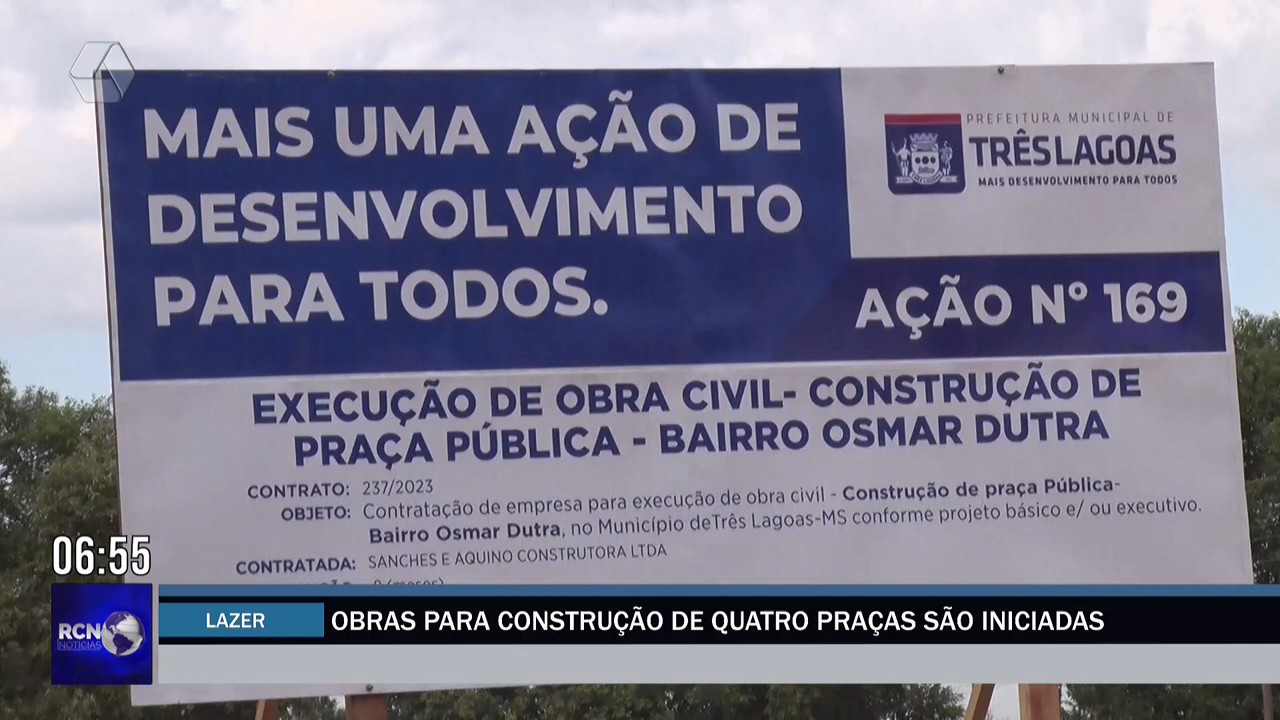 MAIS UMA AÇÃO DE
DESENVOLVIMENTO
PARA TODOS.
PREFEITURA MUNICIPAL DE
TRÊS LAGOAS
MAIS DESENVOLVIMENTO PARA TODOS
AÇÃO Nº 169
EXECUÇÃO DE OBRA CIVIL- CONSTRUÇÃO DE
PRAÇA PÚBLICA - BAIRRO OSMAR DUTRA
CONTRATO: 237/2023
OBJETO: Contratação de empresa para execução de obra civil - Construção de praça Pública-
Bairro Osmar Dutra, no Município deTrês Lagoas-MS conforme projeto básico e/ ou executivo.
CONTRATADA: SANCHES E AQUINO CONSTRUTORA LTDA
06:55
RCN
NOTÍCIAS
LAZER
OBRAS PARA CONSTRUÇÃO DE QUATRO PRAÇAS SÃO INICIADAS